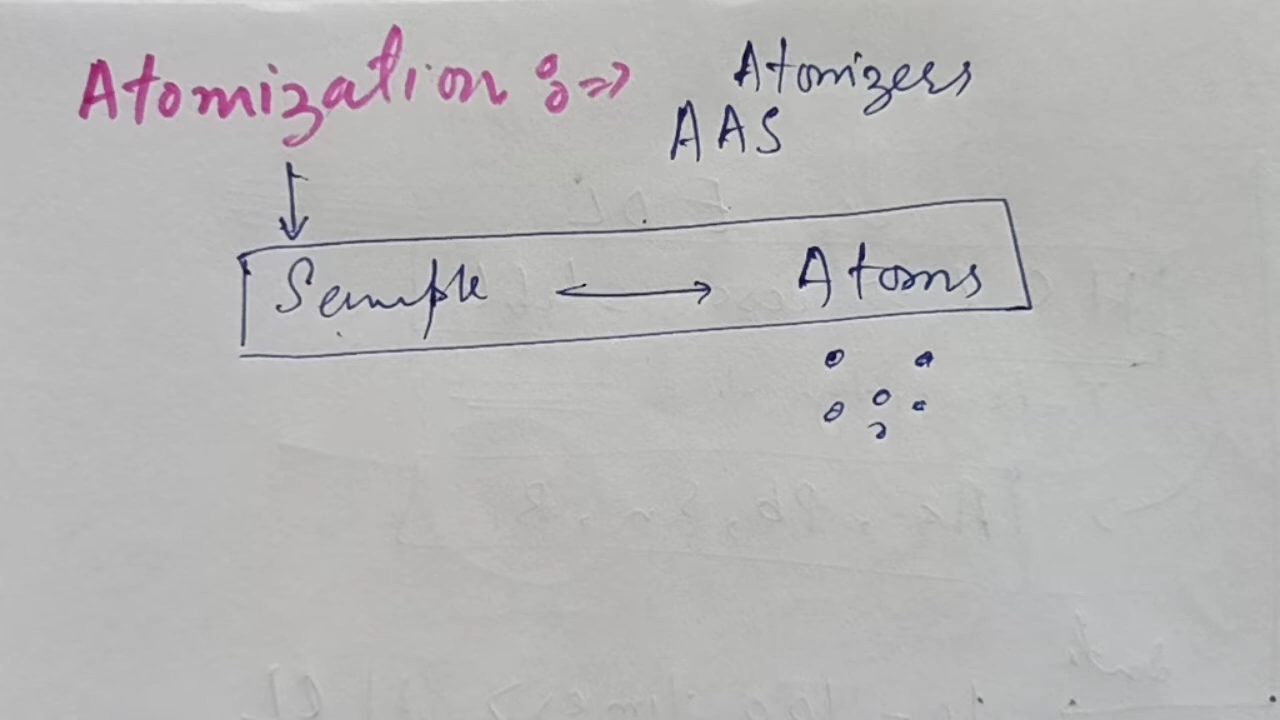 Atomization :⇒ Atomizers
AAS
↓
Sample ⟷ Atoms